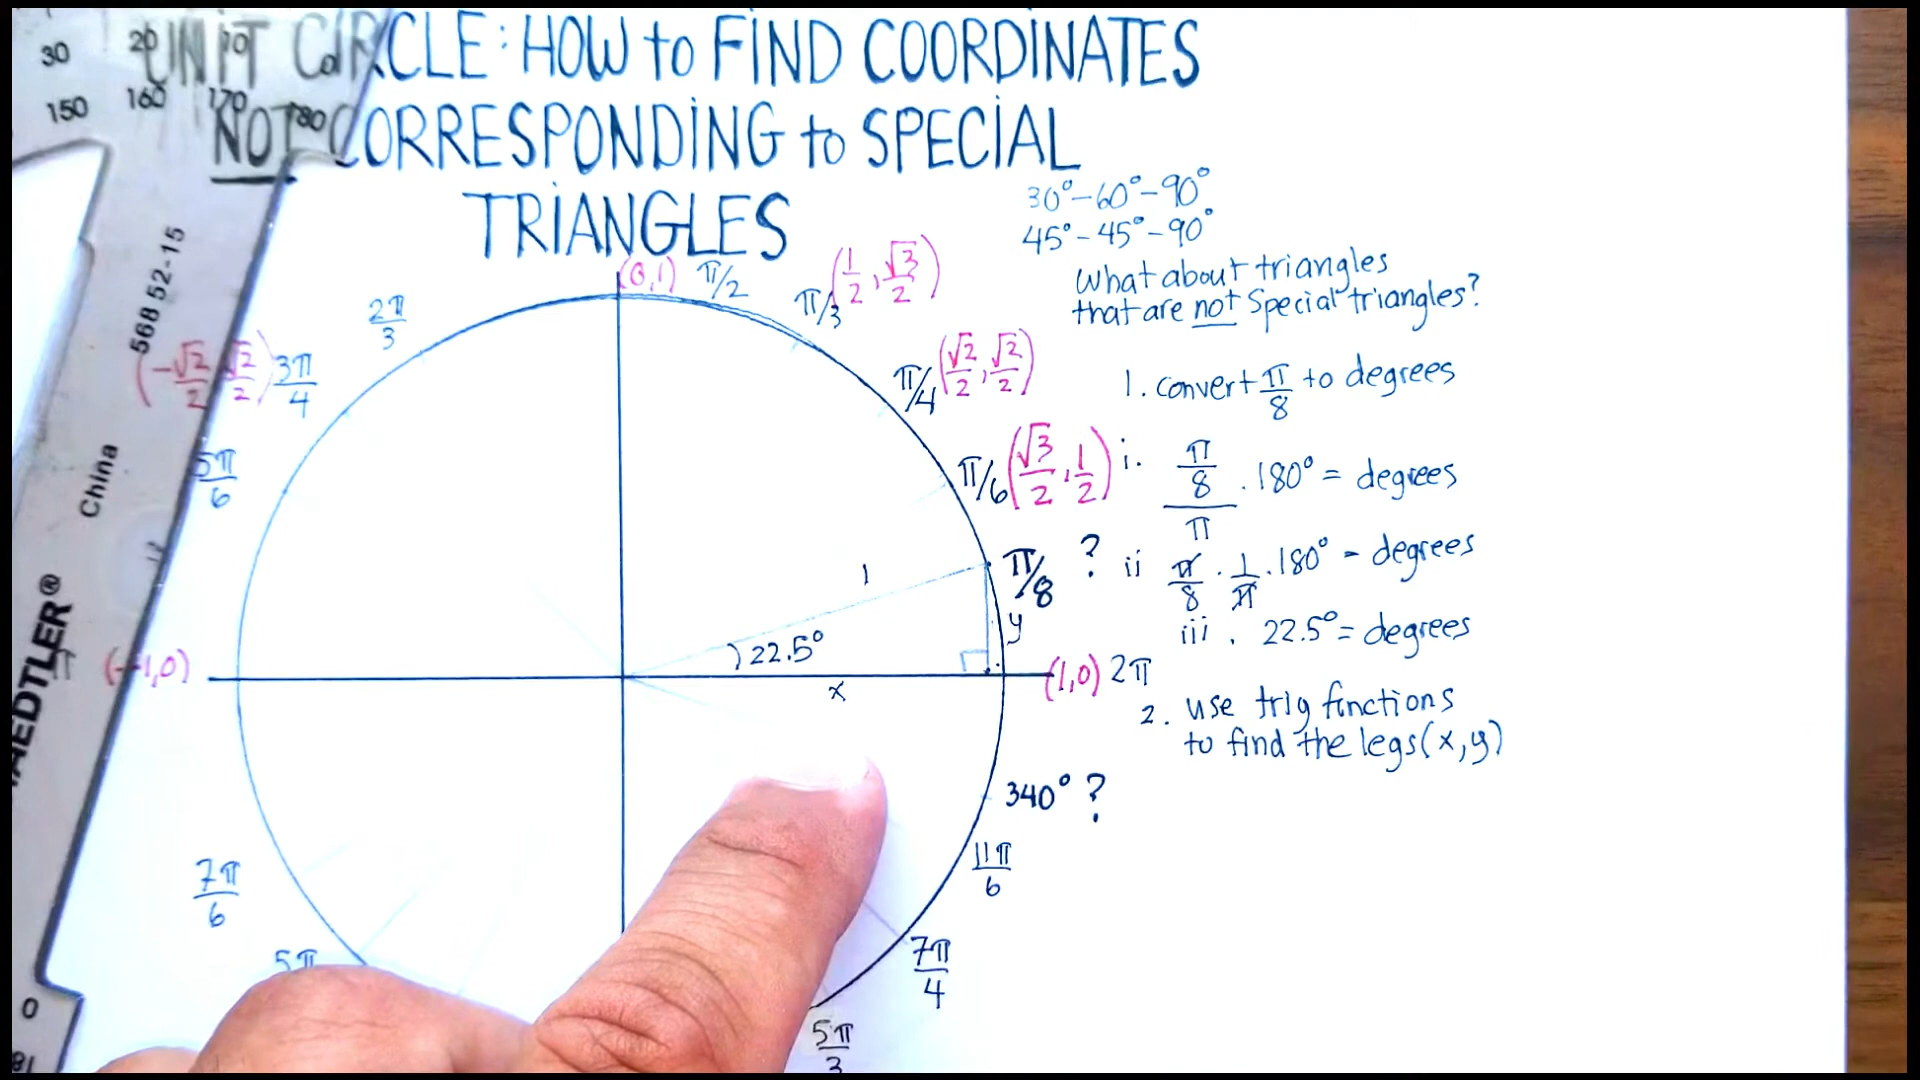 UNIT CIRCLE: HOW to FIND COORDINATES
NOT CORRESPONDING to SPECIAL
TRIANGLES
30°-60°-90°
45°-45°-90°
What about triangles
that are not special triangles?
1. convert π/8 to degrees
i. π/8 / π . 180° = degrees
ii π/8 . 1/π . 180° = degrees
iii. 22.5° = degrees
2. use trig finctions
to find the legs (x,y)
(0,1) π/2
π/3 (1/2, √3/2)
π/4 (√2/2, √2/2)
π/6 (√3/2, 1/2)
π/8 ?
(1,0) 2π
340° ?
11π/6
7π/4
5π/3
2π/3
(-√2/2, √2/2) 3π/4
5π/6
(-1,0)
7π/6
5π
1
22.5°
x
y
30 20 10
150 160 170 180
568 52-15
China
STAEDTLER®
0